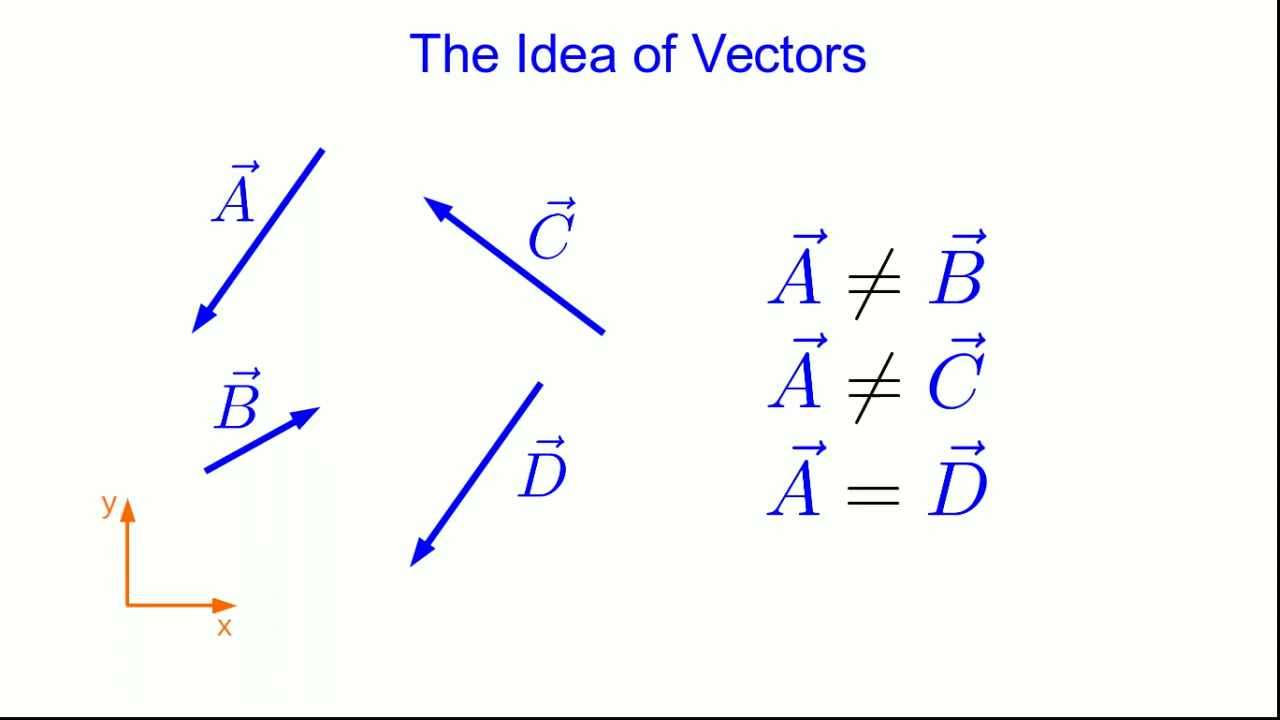 The Idea of Vectors
A⃗
C⃗
A⃗ ≠ B⃗
A⃗ ≠ C⃗
B⃗
D⃗
A⃗ = D⃗
y
x